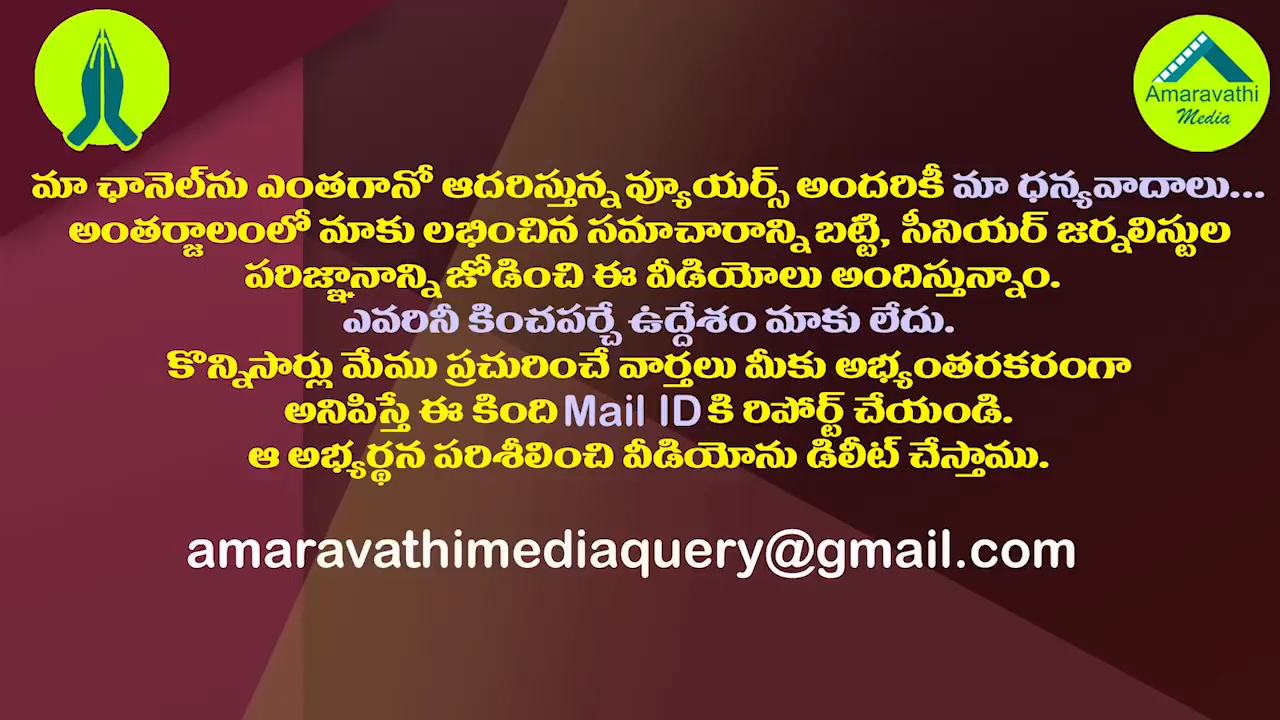 Amaravathi
Media
మా ఛానెల్‌ను ఎంతగానో ఆదరిస్తున్న వ్యూయర్స్ అందరికీ మా ధన్యవాదాలు...
అంతర్జాలంలో మాకు లభించిన సమాచారాన్ని బట్టి, సీనియర్ జర్నలిస్టుల
పరిజ్ఞానాన్ని జోడించి ఈ వీడియోలు అందిస్తున్నాం.
ఎవరినీ కించపర్చే ఉద్దేశం మాకు లేదు.
కొన్నిసార్లు మేము ప్రచురించే వార్తలు మీకు అభ్యంతరకరంగా
అనిపిస్తే ఈ కింది Mail ID కి రిపోర్ట్ చేయండి.
ఆ అభ్యర్థన పరిశీలించి వీడియోను డిలీట్ చేస్తాము.
amaravathimediaquery@gmail.com